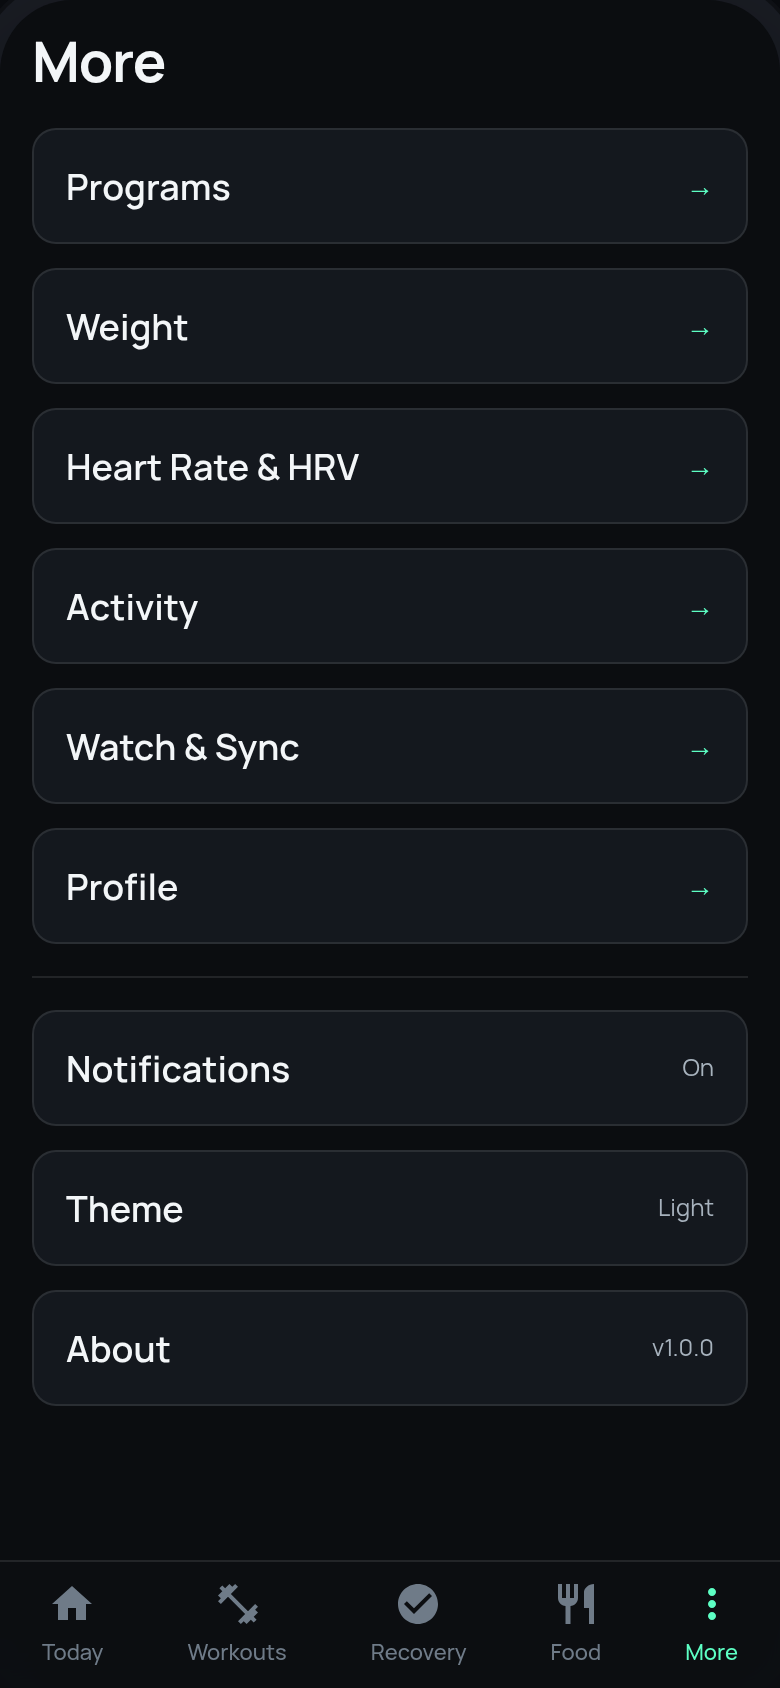 More
Programs →
Weight →
Heart Rate & HRV →
Activity →
Watch & Sync →
Profile →
Notifications On
Theme Light
About v1.0.0
Today Workouts Recovery Food More